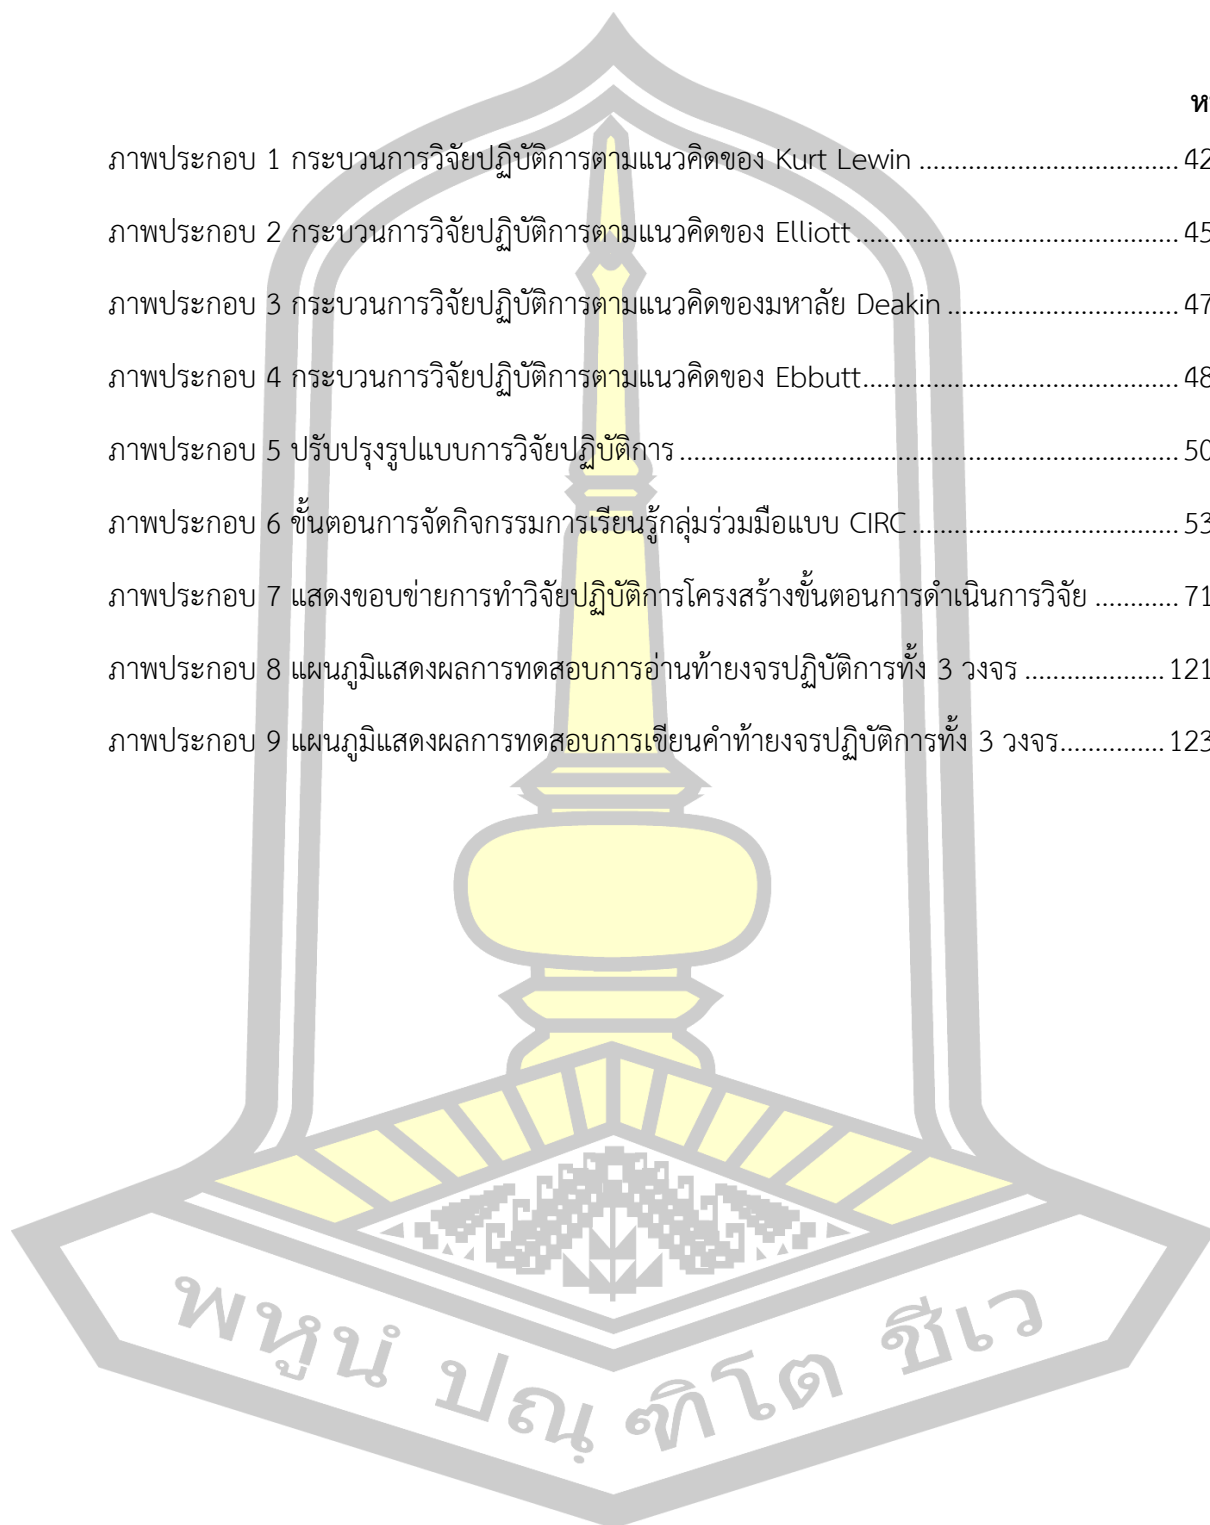 ภาพประกอบ 1 กระบวนการวิจัยปฏิบัติการตามแนวคิดของ Kurt Lewin ........................................ 42
ภาพประกอบ 2 กระบวนการวิจัยปฏิบัติการตามแนวคิดของ Elliott ................................................ 45
ภาพประกอบ 3 กระบวนการวิจัยปฏิบัติการตามแนวคิดของมหาลัย Deakin ................................... 47
ภาพประกอบ 4 กระบวนการวิจัยปฏิบัติการตามแนวคิดของ Ebbutt ............................................... 48
ภาพประกอบ 5 ปรับปรุงรูปแบบการวิจัยปฏิบัติการ ........................................................................... 50
ภาพประกอบ 6 ขั้นตอนการจัดกิจกรรมการเรียนรู้กลุ่มร่วมมือแบบ CIRC ........................................ 53
ภาพประกอบ 7 แสดงขอบข่ายการทำวิจัยปฏิบัติการโครงสร้างขั้นตอนการดำเนินการวิจัย ............ 71
ภาพประกอบ 8 แผนภูมิแสดงผลการทดสอบการอ่านท้ายงจรปฏิบัติการทั้ง 3 วงจร .................... 121
ภาพประกอบ 9 แผนภูมิแสดงผลการทดสอบการเขียนคำท้ายงจรปฏิบัติการทั้ง 3 วงจร ............... 123
พหูนํ ปณฺฑิโต ชีเว